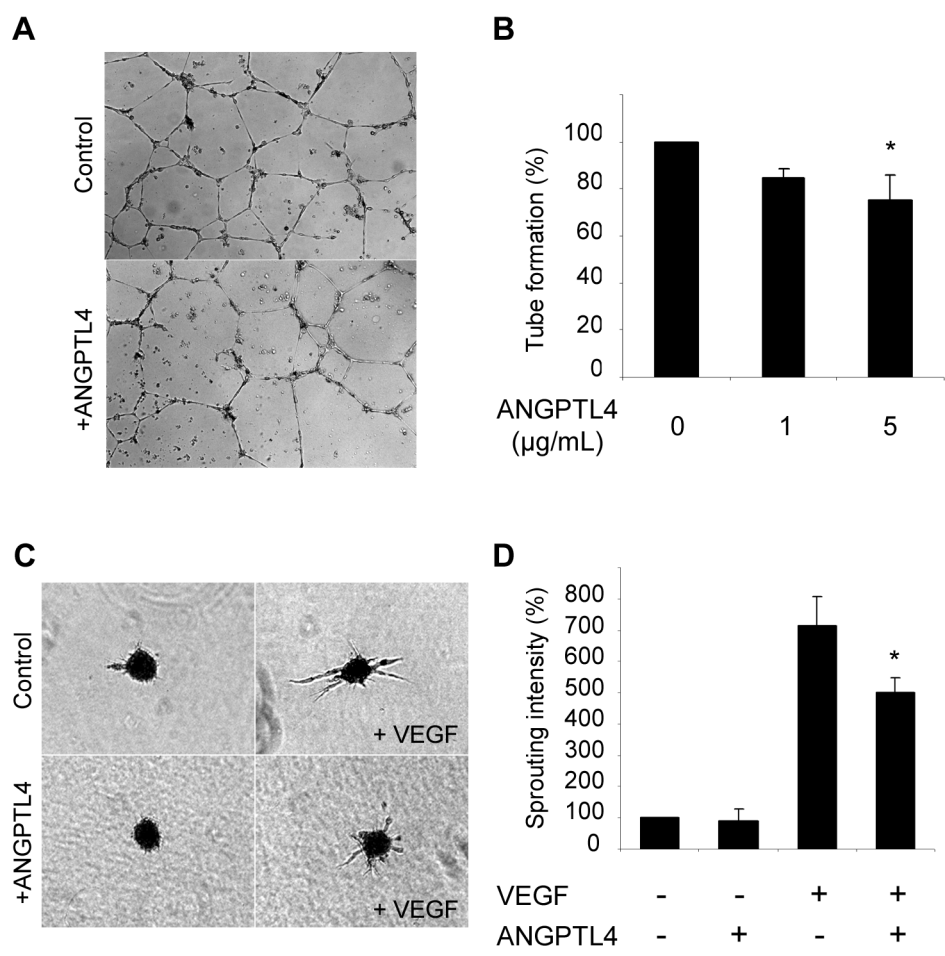 A
Control
+ANGPTL4
B
Tube formation (%)
100
80
60
40
20
0
*
ANGPTL4
(µg/mL)
0 1 5
C
Control
+ VEGF
+ANGPTL4
+ VEGF
D
Sprouting intensity (%)
800
700
600
500
400
300
200
100
0
*
VEGF - - + +
ANGPTL4 - + - +